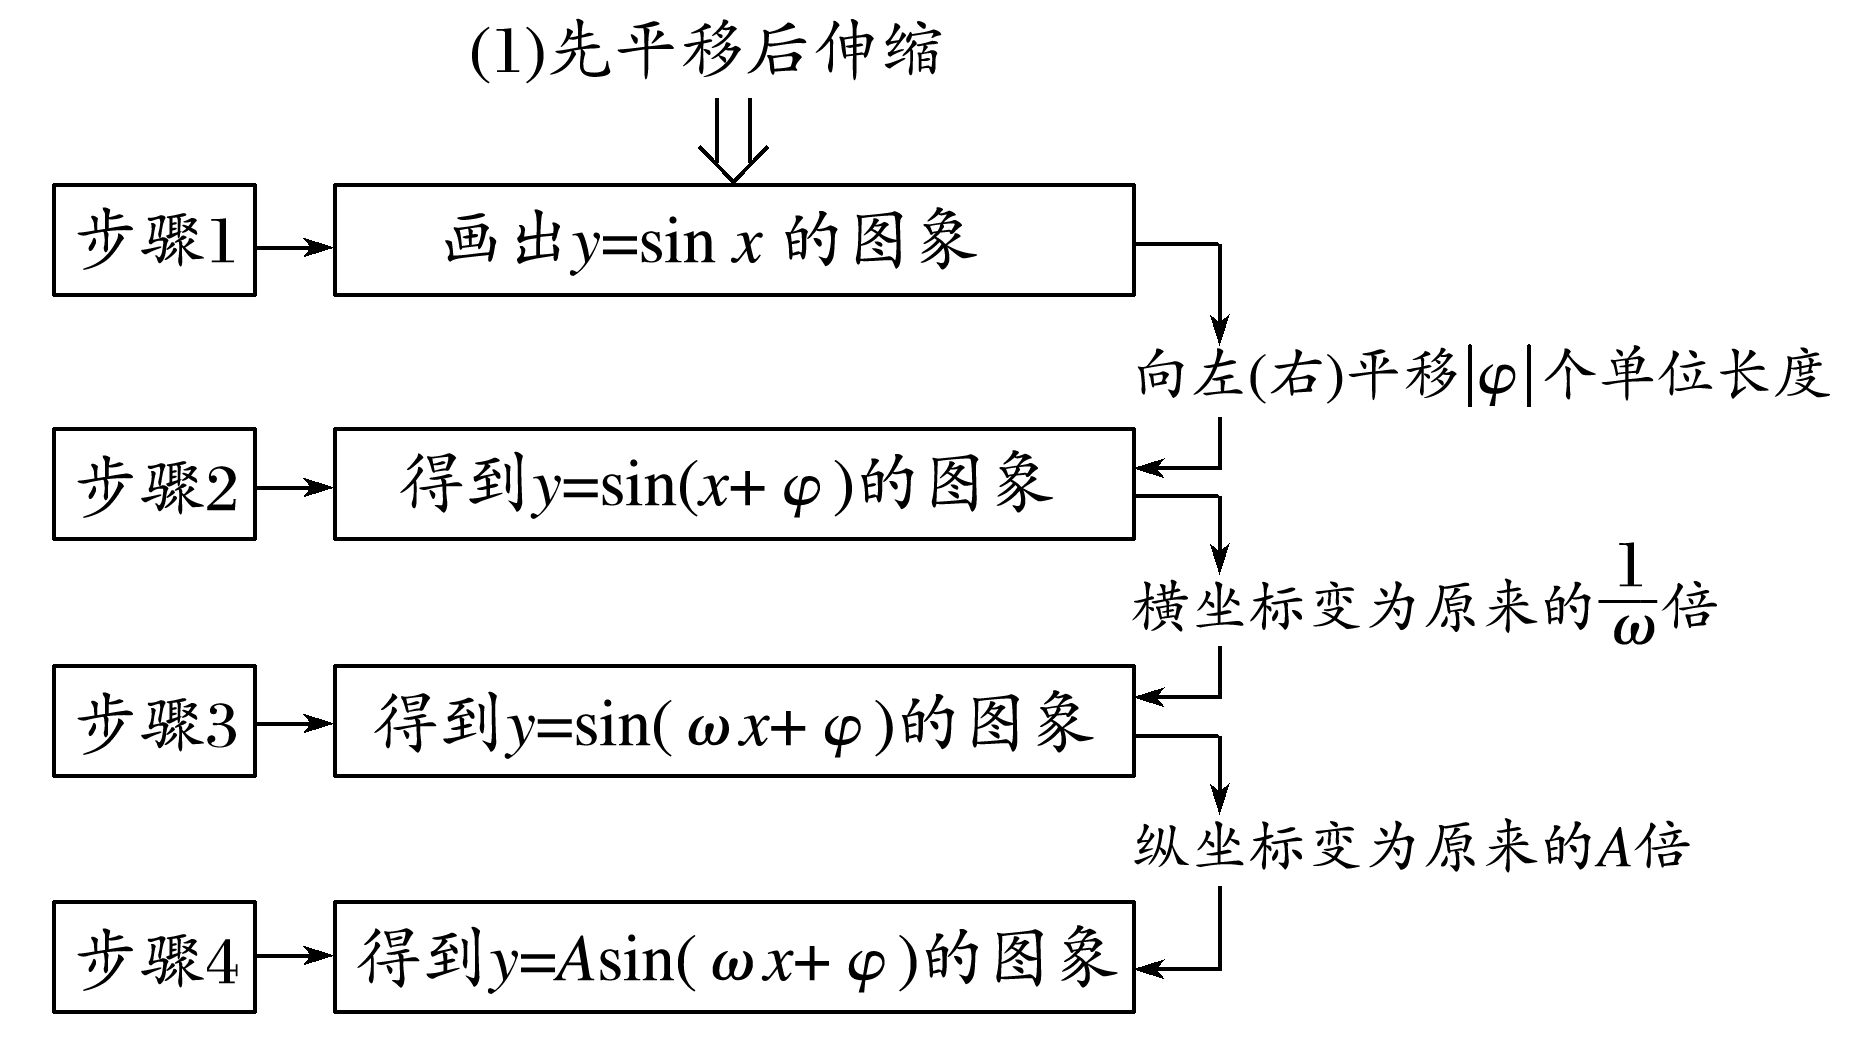 (1)先平移后伸缩
步骤1
画出y=sin x 的图象
向左(右)平移|φ|个单位长度
步骤2
得到y=sin(x+φ)的图象
横坐标变为原来的1/ω倍
步骤3
得到y=sin(ωx+φ)的图象
纵坐标变为原来的A倍
步骤4
得到y=Asin(ωx+φ)的图象